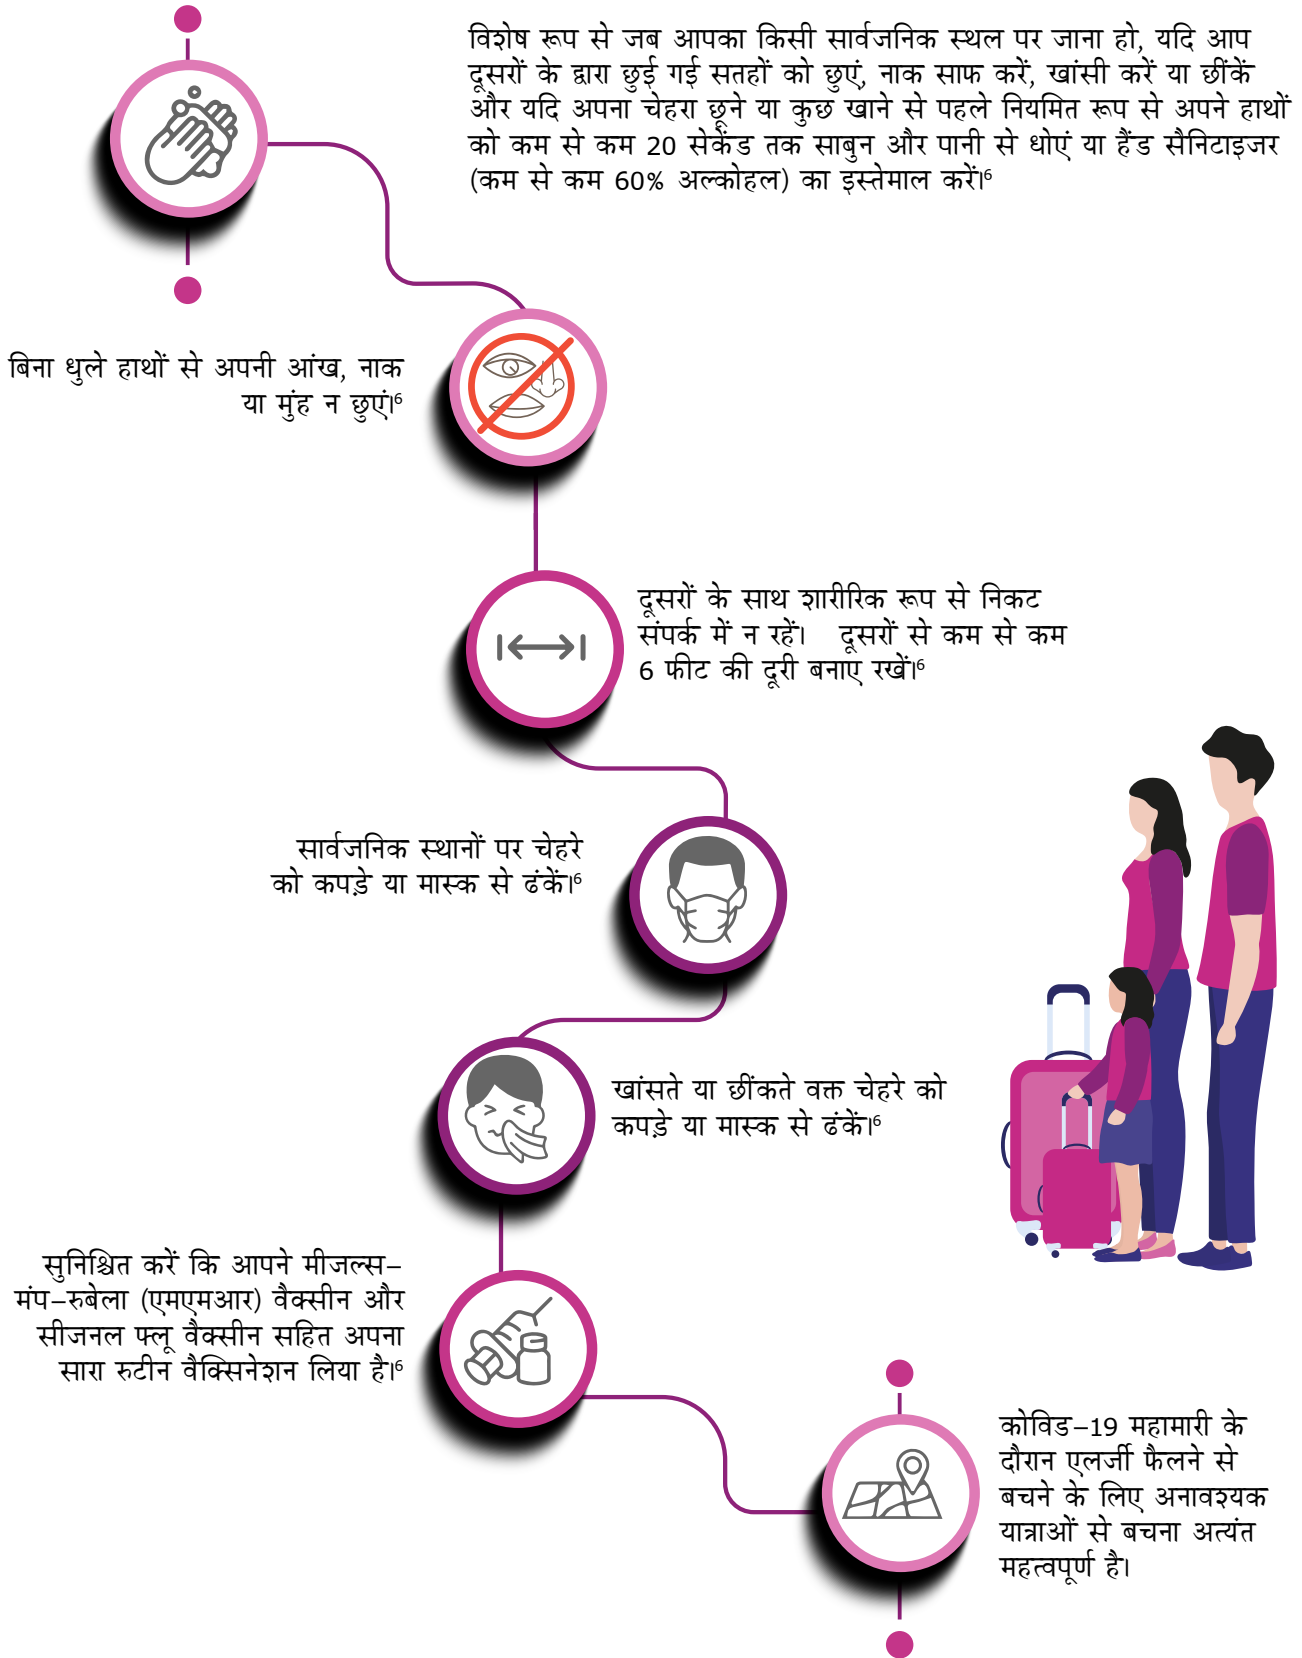 विशेष रूप से जब आपका किसी सार्वजनिक स्थल पर जाना हो, यदि आप
दूसरों के द्वारा छुई गई सतहों को छुएं, नाक साफ करें, खांसी करें या छींकें
और यदि अपना चेहरा छूने या कुछ खाने से पहले नियमित रूप से अपने हाथों
को कम से कम 20 सेकेंड तक साबुन और पानी से धोएं या हैंड सैनिटाइजर
(कम से कम 60% अल्कोहल) का इस्तेमाल करें।⁶
बिना धुले हाथों से अपनी आंख, नाक
या मुंह न छुएं।⁶
दूसरों के साथ शारीरिक रूप से निकट
संपर्क में न रहें। दूसरों से कम से कम
6 फीट की दूरी बनाए रखें।⁶
सार्वजनिक स्थानों पर चेहरे
को कपड़े या मास्क से ढंकें।⁶
खांसते या छींकते वक्त चेहरे को
कपड़े या मास्क से ढंकें।⁶
सुनिश्चित करें कि आपने मीजल्स–
मंप–रुबेला (एमएमआर) वैक्सीन और
सीजनल फ्लू वैक्सीन सहित अपना
सारा रुटीन वैक्सिनेशन लिया है।⁶
कोविड–19 महामारी के
दौरान एलर्जी फैलने से
बचने के लिए अनावश्यक
यात्राओं से बचना अत्यंत
महत्वपूर्ण है।